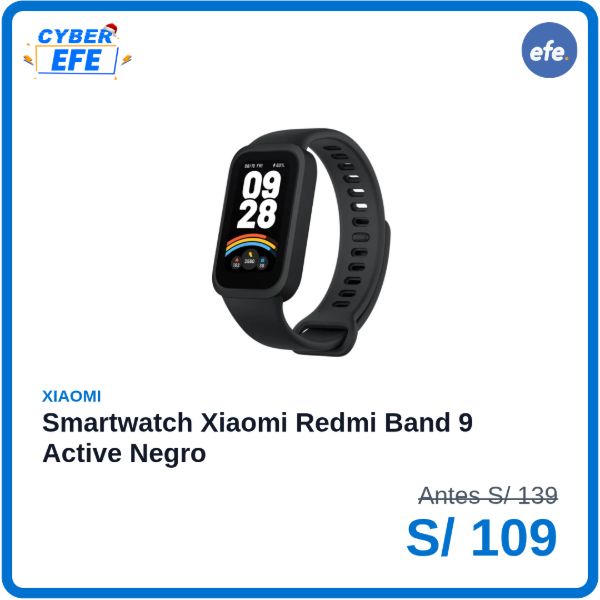 CYBER
EFE
efe.
09
28
XIAOMI
Smartwatch Xiaomi Redmi Band 9
Active Negro
Antes S/ 139
S/ 109